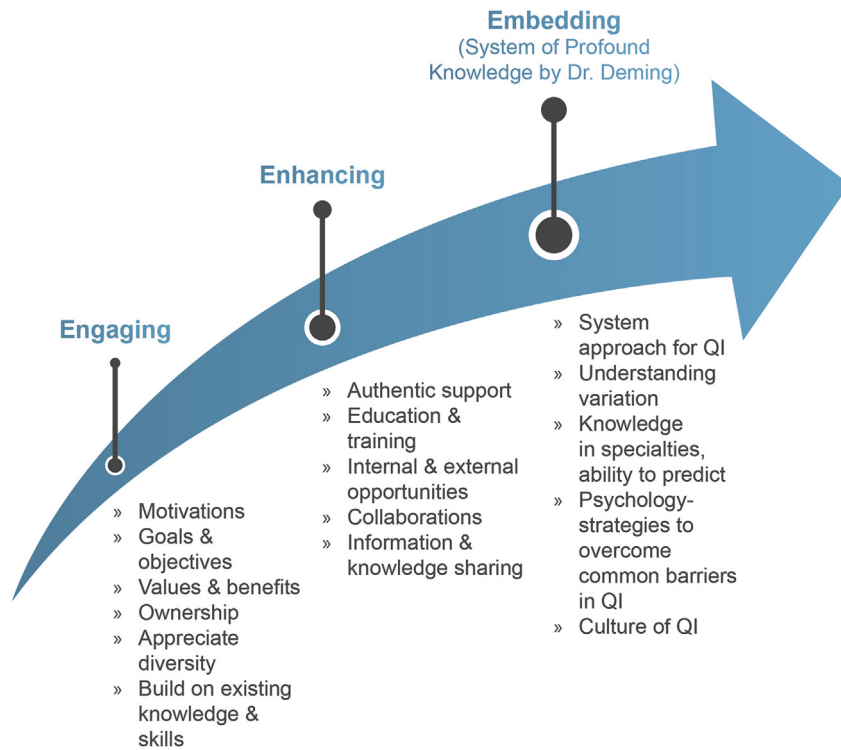 Embedding
(System of Profound
Knowledge by Dr. Deming)
Enhancing
Engaging
» Motivations
» Goals &
objectives
» Values & benefits
» Ownership
» Appreciate
diversity
» Build on existing
knowledge &
skills
» Authentic support
» Education &
training
» Internal & external
opportunities
» Collaborations
» Information &
knowledge sharing
» System
approach for QI
» Understanding
variation
» Knowledge
in specialties,
ability to predict
» Psychology-
strategies to
overcome
common barriers
in QI
» Culture of QI